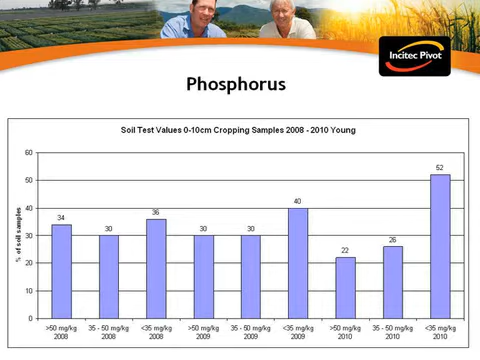 Incitec Pivot
Phosphorus
Soil Test Values 0-10cm Cropping Samples 2008 - 2010 Young
% of soil samples
60
50
40
30
20
10
0
34
30
36
30
30
40
22
26
52
>50 mg/kg 2008
35 - 50 mg/kg 2008
<35 mg/kg 2008
>50 mg/kg 2009
35 - 50 mg/kg 2009
<35 mg/kg 2009
>50 mg/kg 2010
35 - 50 mg/kg 2010
<35 mg/kg 2010